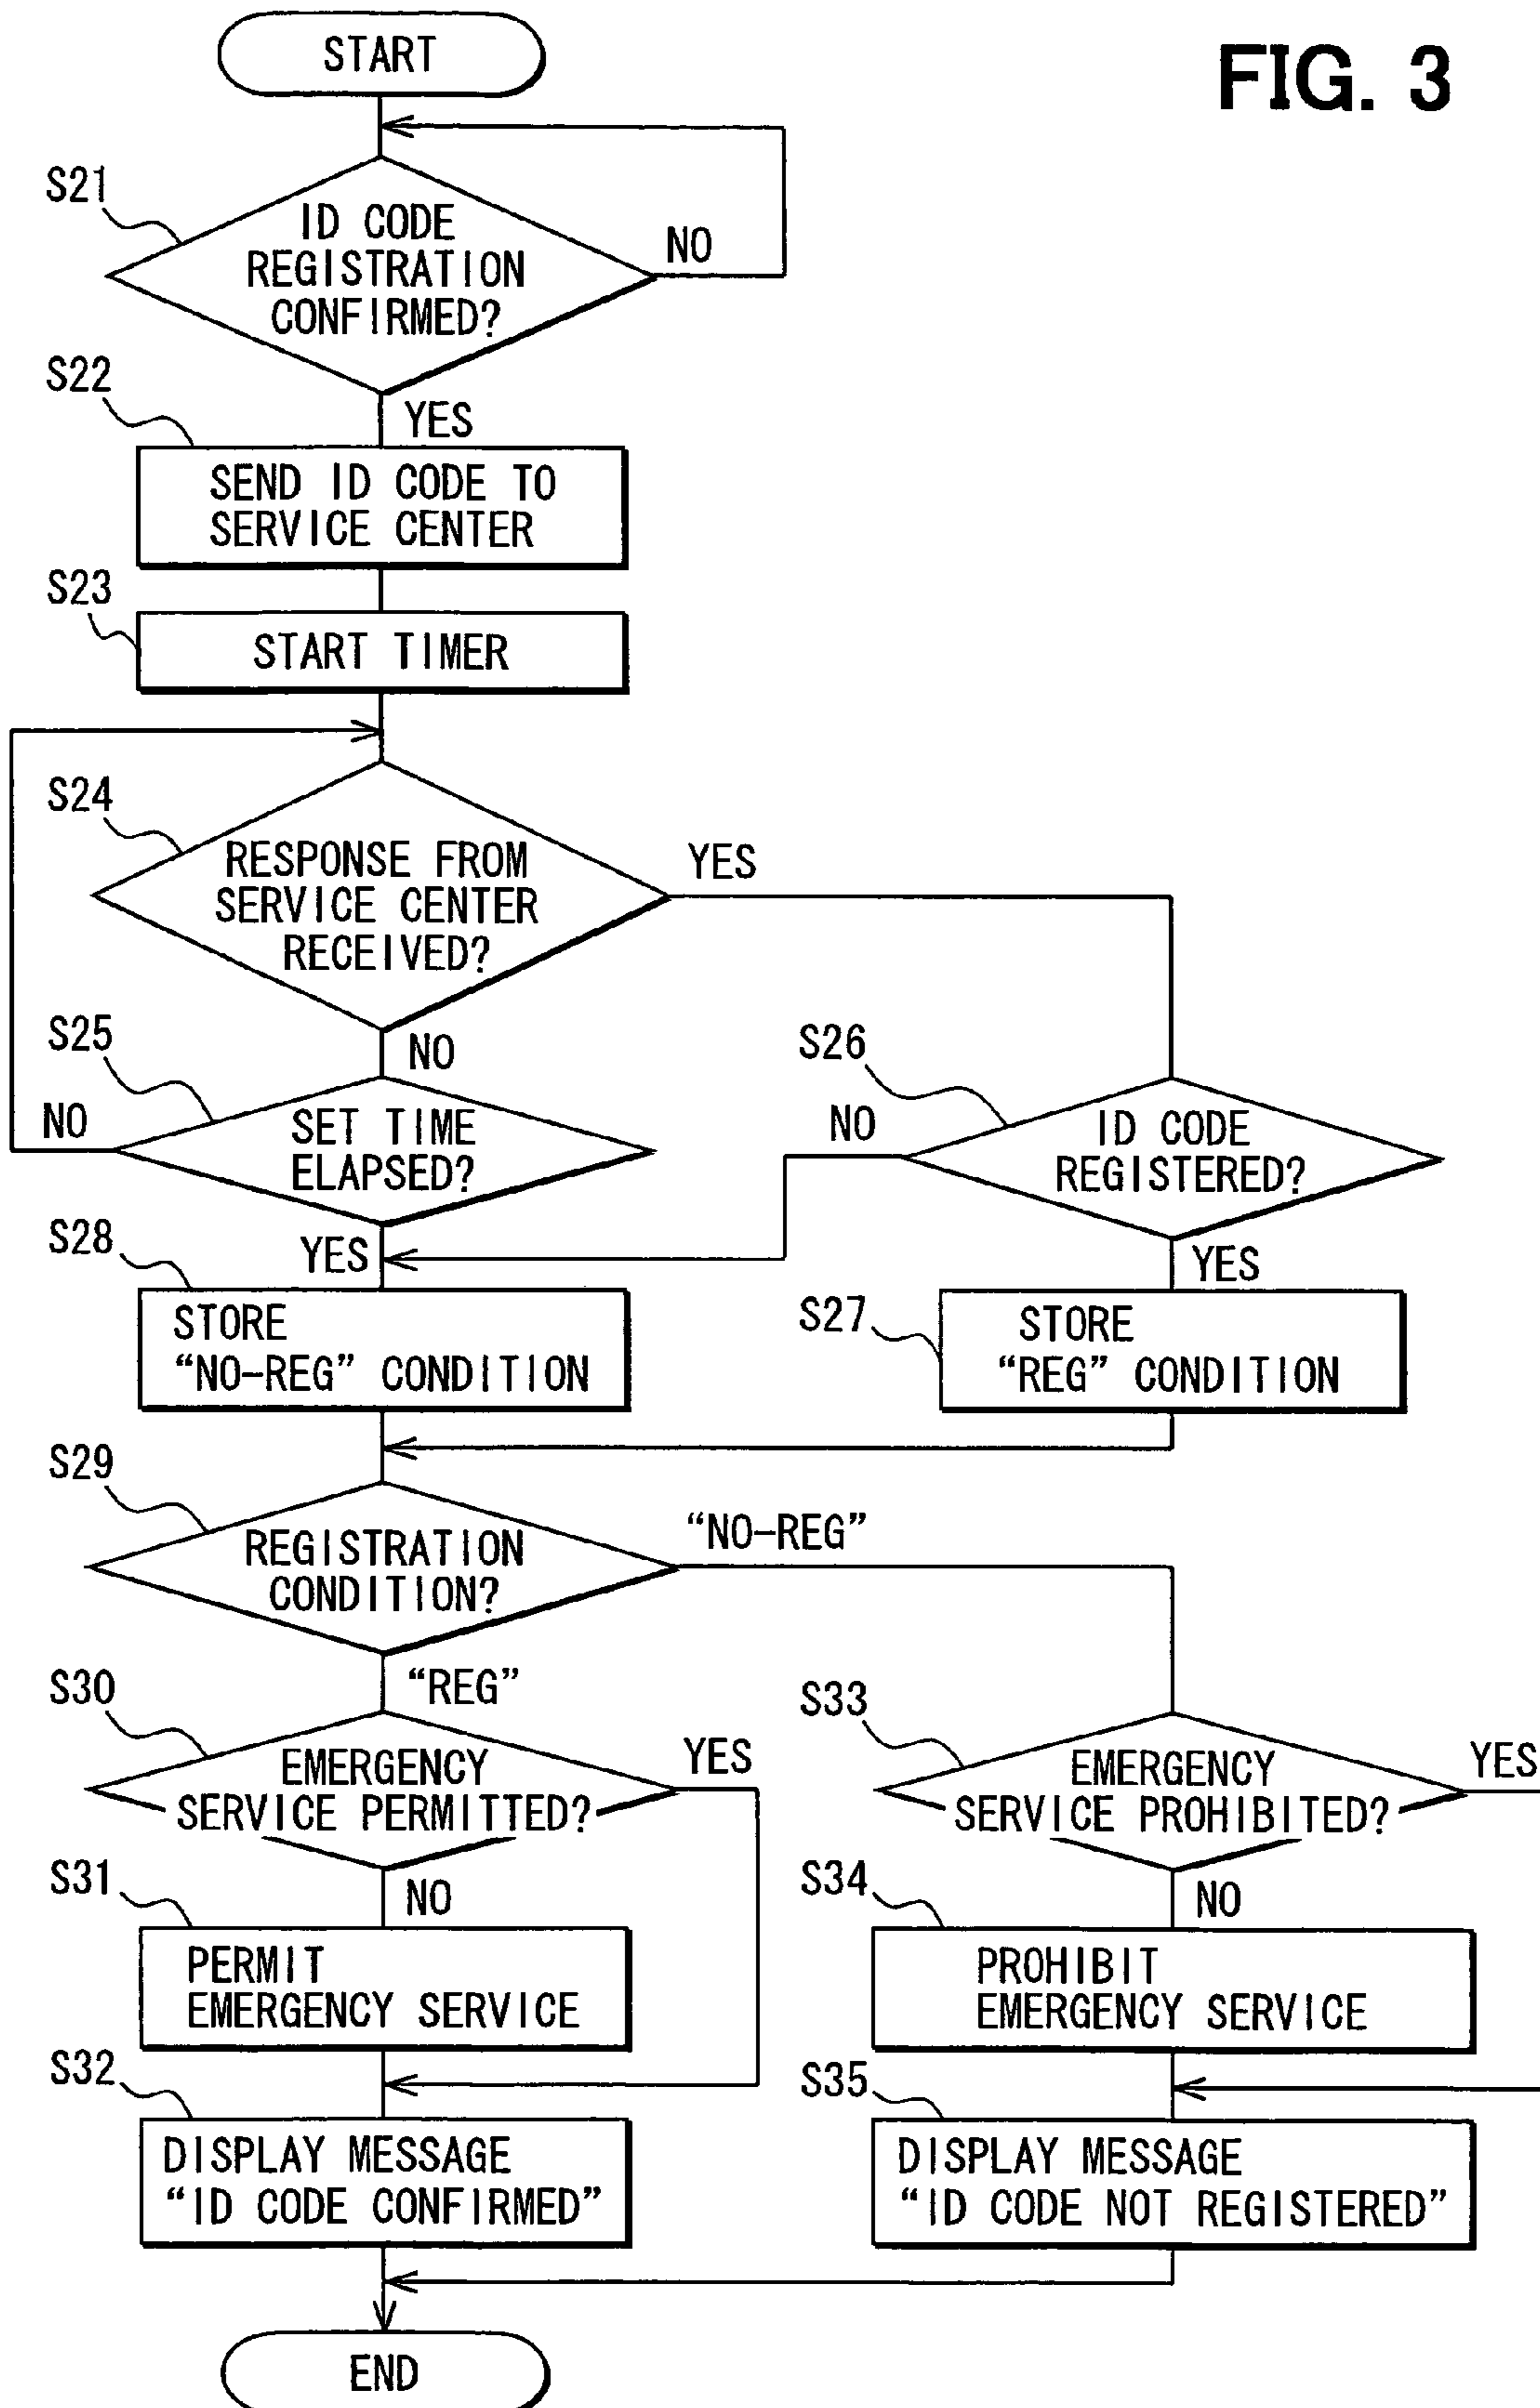 FIG. 3
START
S21
ID CODE
REGISTRATION
CONFIRMED?
NO
YES
S22
SEND ID CODE TO
SERVICE CENTER
S23
START TIMER
S24
RESPONSE FROM
SERVICE CENTER
RECEIVED?
YES
NO
S25
SET TIME
ELAPSED?
NO
YES
S26
ID CODE
REGISTERED?
NO
YES
S28
STORE
“NO-REG” CONDITION
S27
STORE
“REG” CONDITION
S29
REGISTRATION
CONDITION?
“NO-REG”
“REG”
S30
EMERGENCY
SERVICE PERMITTED?
YES
NO
S33
EMERGENCY
SERVICE PROHIBITED?
YES
NO
S31
PERMIT
EMERGENCY SERVICE
S34
PROHIBIT
EMERGENCY SERVICE
S32
DISPLAY MESSAGE
“ID CODE CONFIRMED”
S35
DISPLAY MESSAGE
“ID CODE NOT REGISTERED”
END